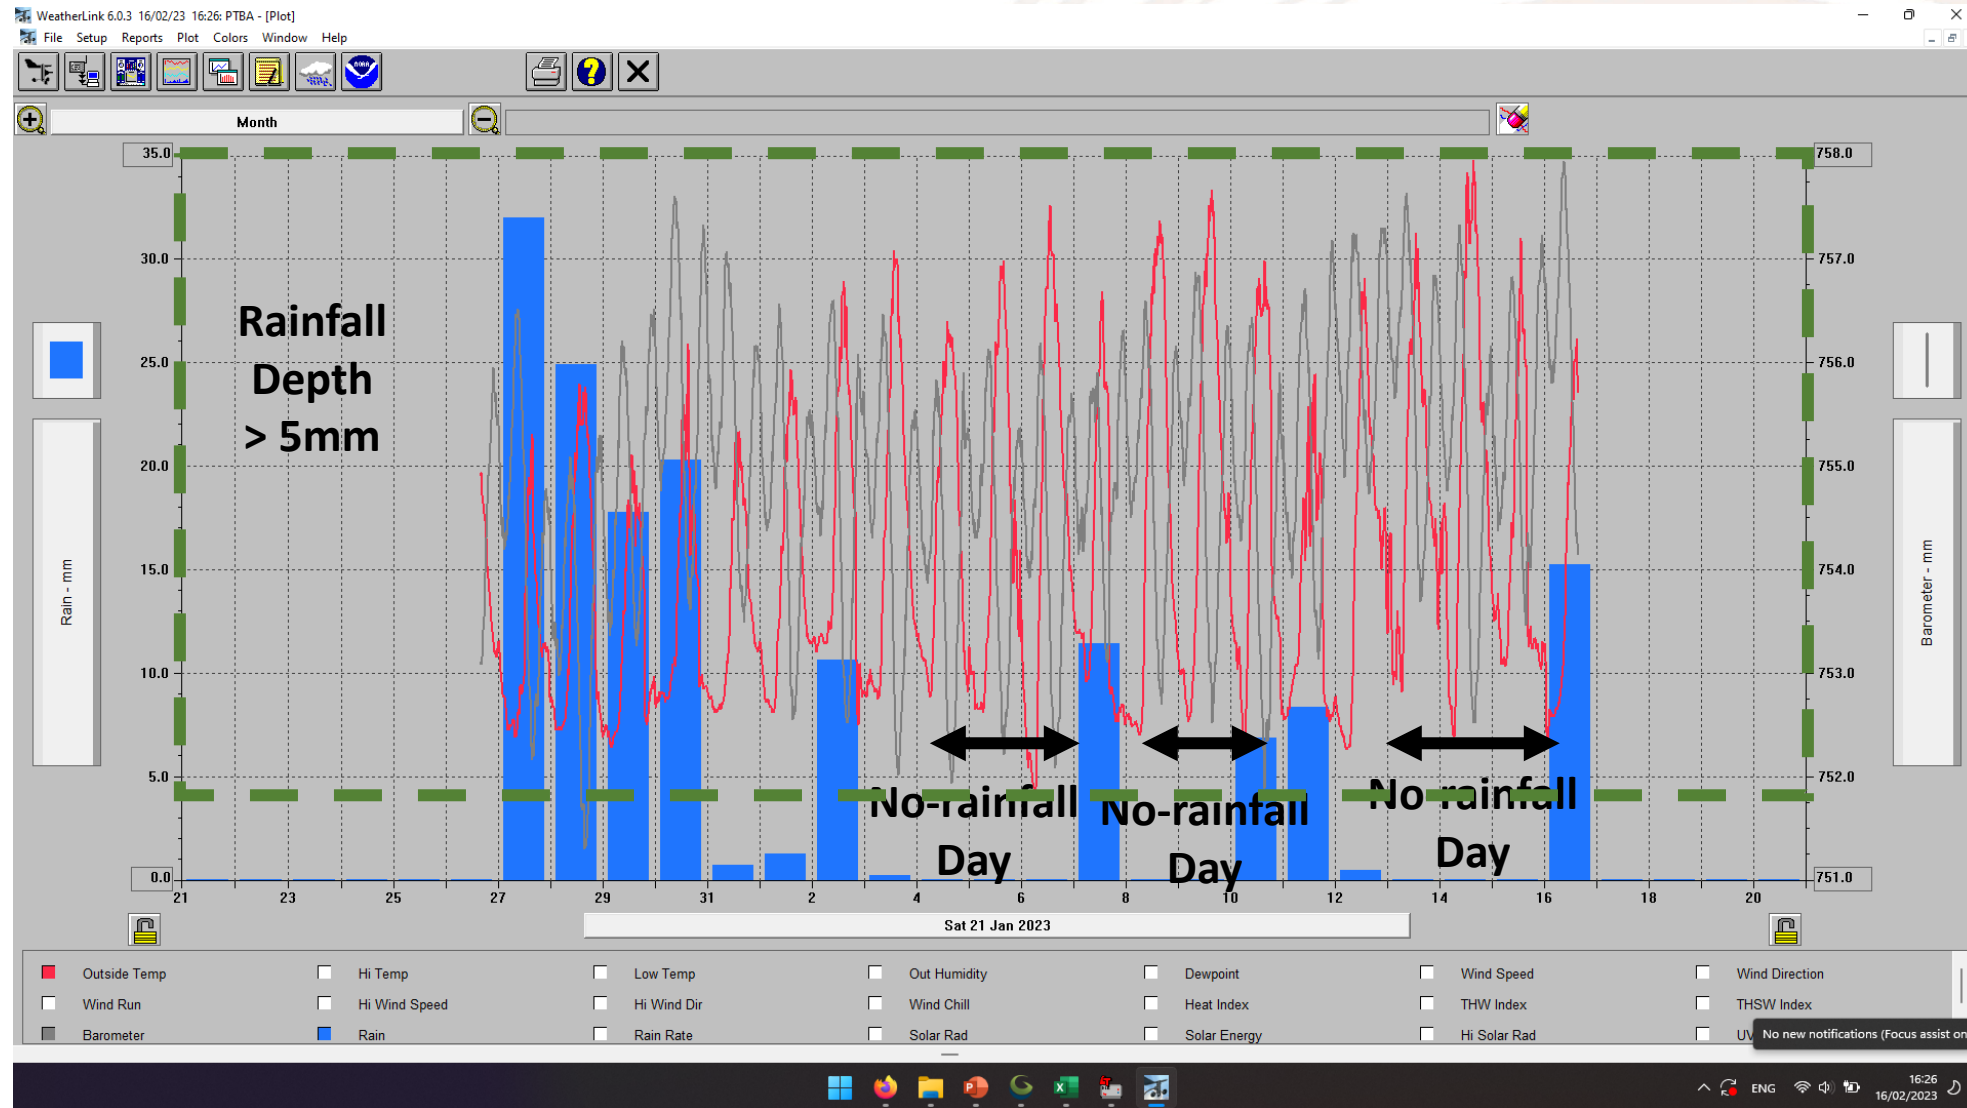 WeatherLink 6.0.3  16/02/23  16:26: PTBA - [Plot]
File Setup Reports Plot Colors Window Help
NOAA
Month
35.0
30.0
25.0
20.0
15.0
10.0
5.0
0.0
Rain - mm
758.0
757.0
756.0
755.0
754.0
753.0
752.0
751.0
Barometer - mm
Rainfall
Depth
> 5mm
No-rainfall
Day
No-rainfall
Day
No-rainfall
Day
21 23 25 27 29 31 2 4 6 8 10 12 14 16 18 20
Sat 21 Jan 2023
Outside Temp Hi Temp Low Temp Out Humidity Dewpoint Wind Speed Wind Direction
Wind Run Hi Wind Speed Hi Wind Dir Wind Chill Heat Index THW Index THSW Index
Barometer Rain Rain Rate Solar Rad Solar Energy Hi Solar Rad UV
No new notifications (Focus assist on
ENG
16:26
16/02/2023